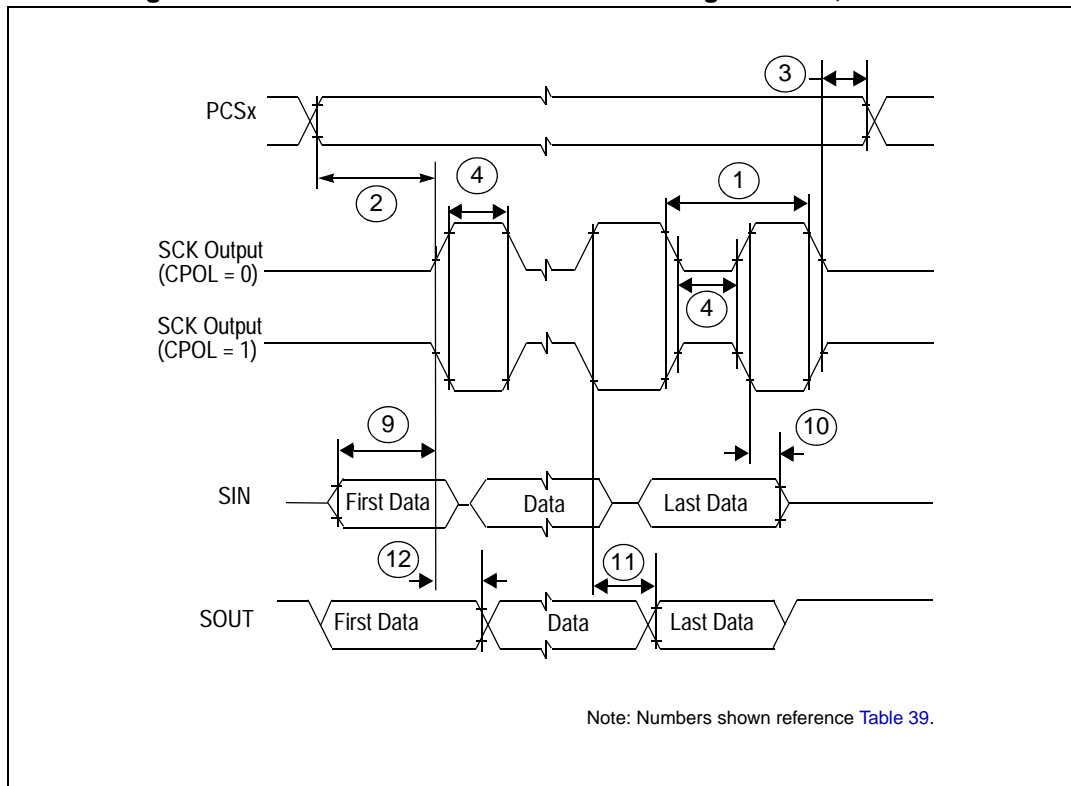 3
PCSx
2
4
1
SCK Output
(CPOL = 0)
4
SCK Output
(CPOL = 1)
9
10
SIN
First Data
Data
Last Data
12
11
SOUT
First Data
Data
Last Data
Note: Numbers shown reference Table 39.